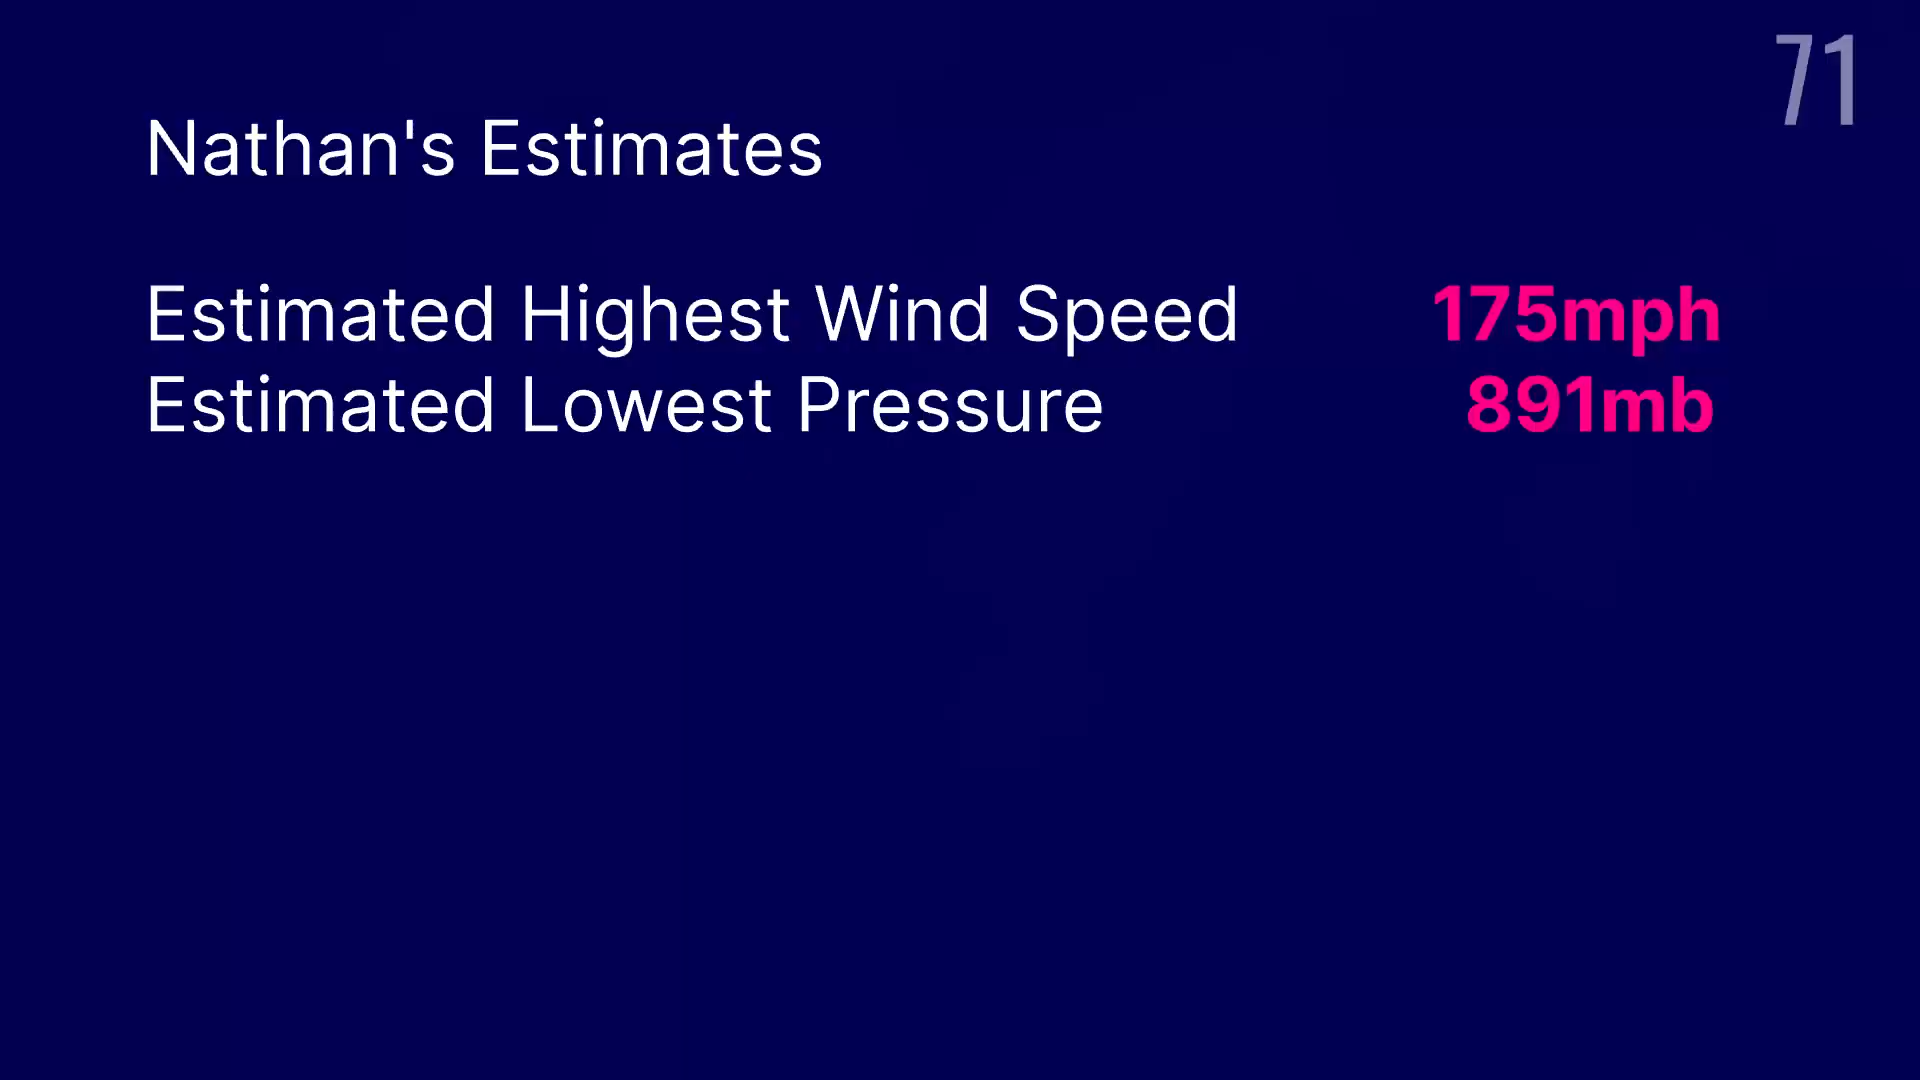 71
Nathan's Estimates
Estimated Highest Wind Speed 175mph
Estimated Lowest Pressure 891mb